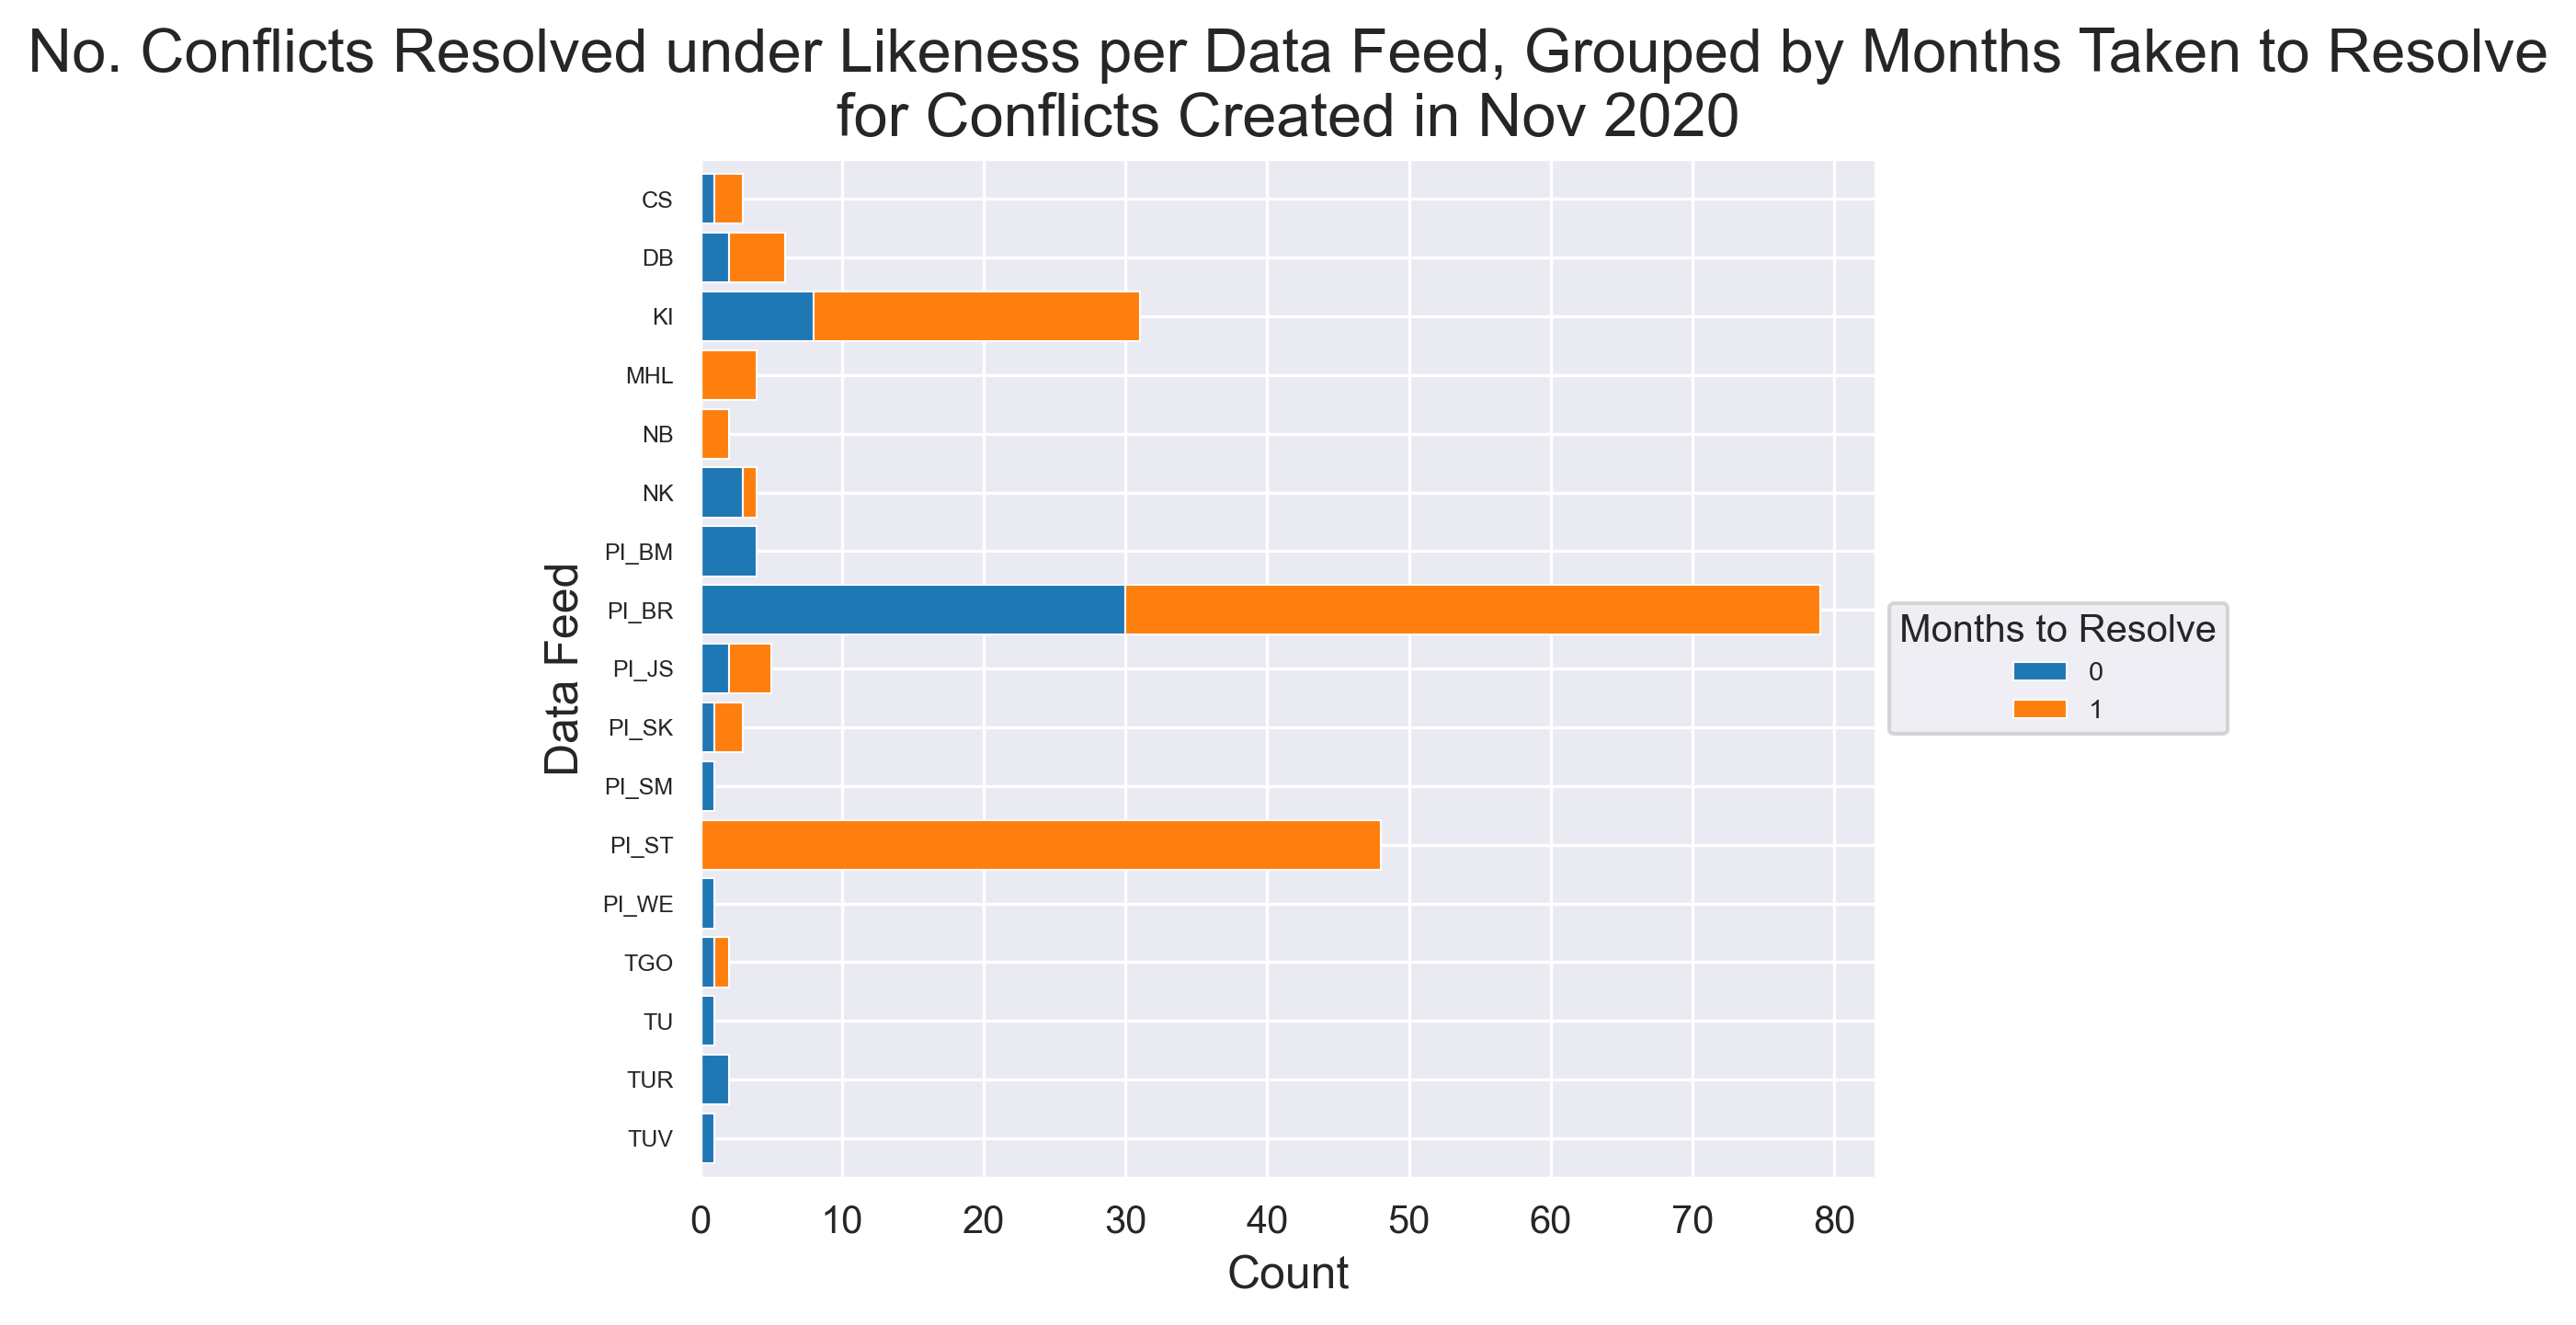 No. Conflicts Resolved under Likeness per Data Feed, Grouped by Months Taken to Resolve
for Conflicts Created in Nov 2020
CS
DB
KI
MHL
NB
NK
PI_BM
PI_BR
PI_JS
PI_SK
PI_SM
PI_ST
PI_WE
TGO
TU
TUR
TUV
Data Feed
0 10 20 30 40 50 60 70 80
Count
Months to Resolve
0
1